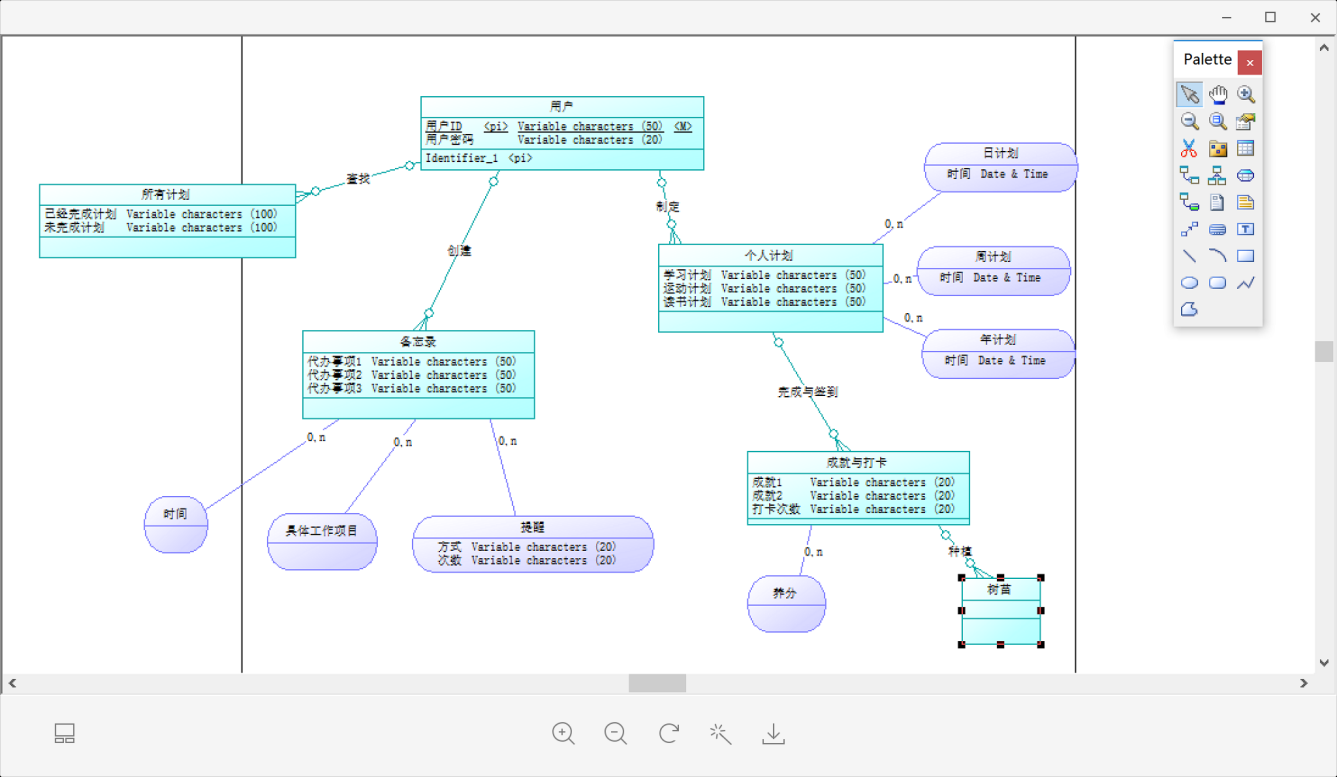 Palette
用户
用户ID <pi> Variable characters (50) <M>
用户密码 Variable characters (20)
Identifier_1 <pi>
查找
所有计划
已经完成计划 Variable characters (100)
未完成计划 Variable characters (100)
创建
制定
日计划
时间 Date & Time
0,n
个人计划
学习计划 Variable characters (50)
运动计划 Variable characters (50)
读书计划 Variable characters (50)
周计划
0,n
时间 Date & Time
0,n
年计划
时间 Date & Time
备忘录
代办事项1 Variable characters (50)
代办事项2 Variable characters (50)
代办事项3 Variable characters (50)
完成与签到
0,n
0,n
0,n
成就与打卡
成就1 Variable characters (20)
成就2 Variable characters (20)
打卡次数 Variable characters (20)
时间
具体工作项目
提醒
方式 Variable characters (20)
次数 Variable characters (20)
0,n
种植
养分
树苗